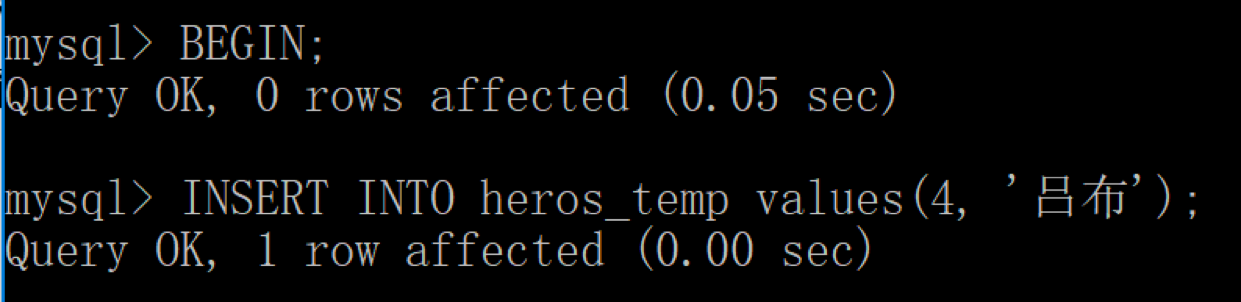 mysql> BEGIN;
Query OK, 0 rows affected (0.05 sec)
mysql> INSERT INTO heros_temp values(4, '吕布');
Query OK, 1 row affected (0.00 sec)